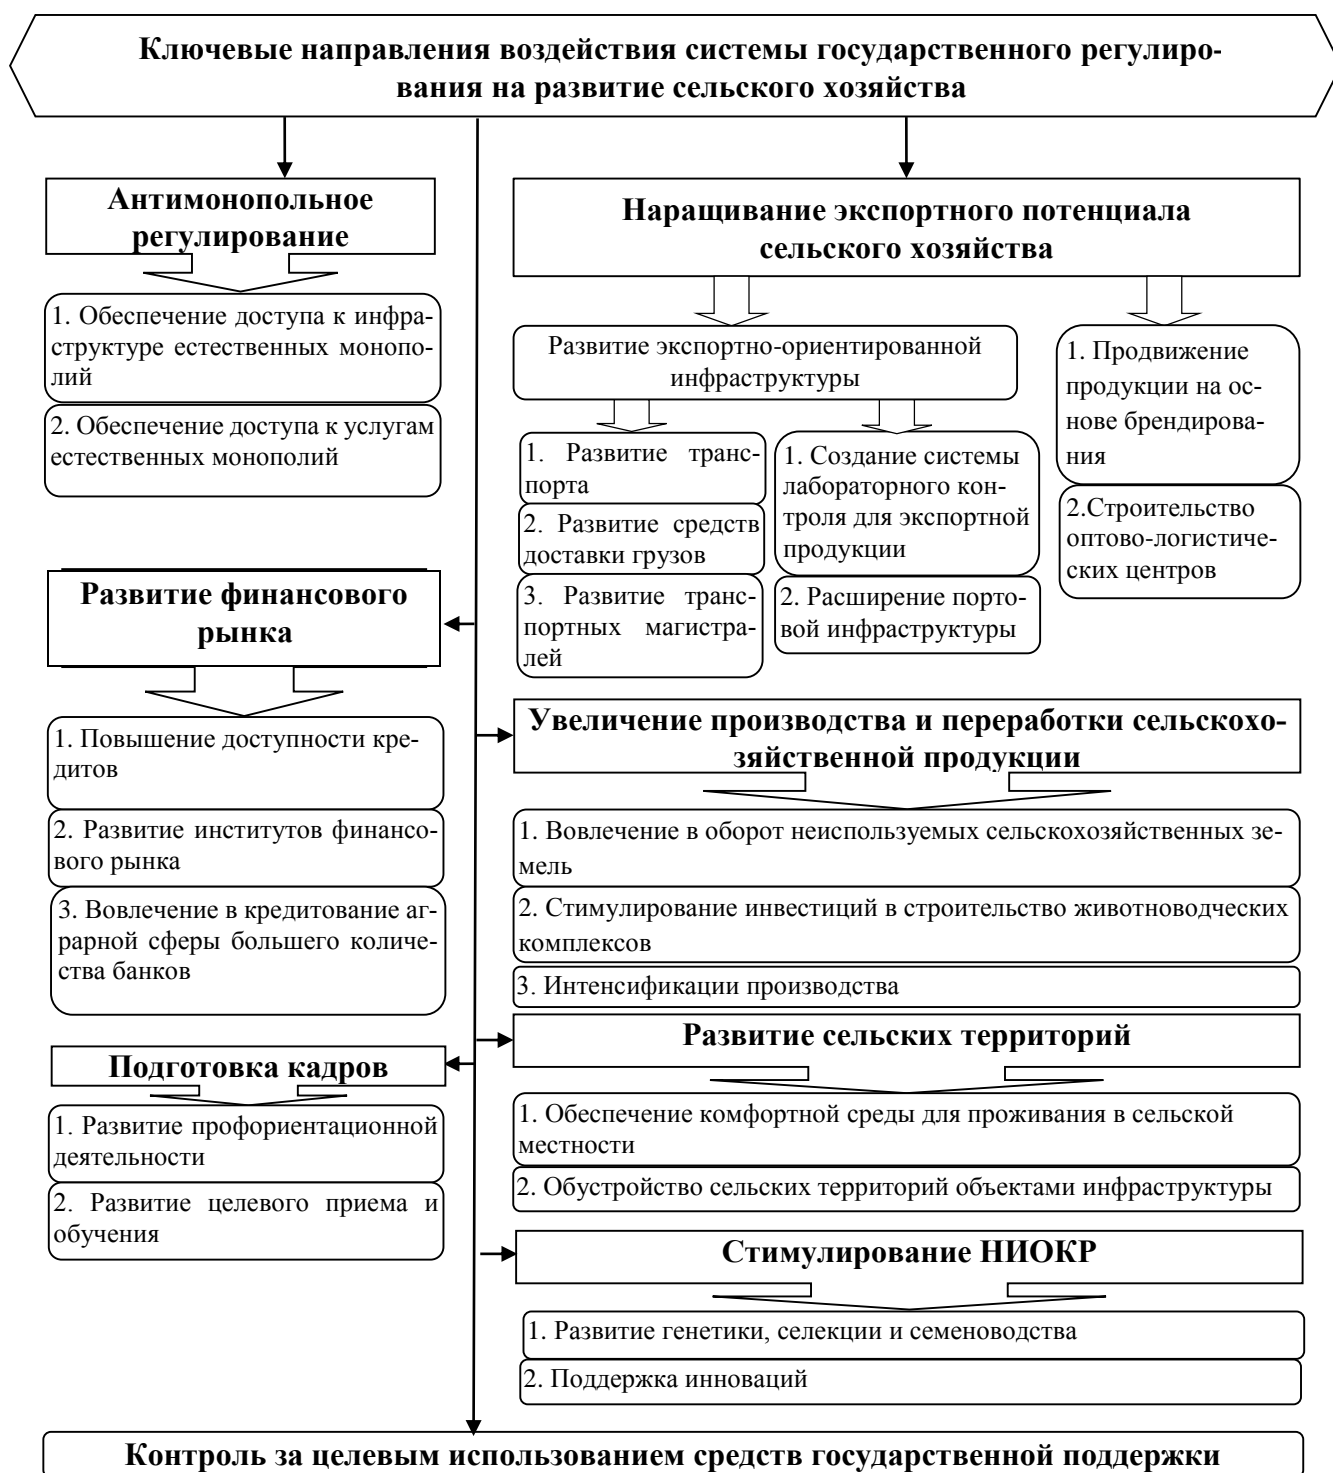 Ключевые направления воздействия системы государственного регулиро-
вания на развитие сельского хозяйства
Антимонопольное
регулирование
1. Обеспечение доступа к инфра-
структуре естественных монопо-
лий
2. Обеспечение доступа к услугам
естественных монополий
Наращивание экспортного потенциала
сельского хозяйства
Развитие экспортно-ориентированной
инфраструктуры
1. Развитие транс-
порта
2. Развитие средств
доставки грузов
3. Развитие транс-
портных магистра-
лей
1. Создание системы
лабораторного кон-
троля для экспортной
продукции
2. Расширение порто-
вой инфраструктуры
1. Продвижение
продукции на ос-
нове брендирова-
ния
2.Строительство
оптово-логистиче-
ских центров
Развитие финансового
рынка
1. Повышение доступности кре-
дитов
2. Развитие институтов финансо-
вого рынка
3. Вовлечение в кредитование аг-
рарной сферы большего количе-
ства банков
Увеличение производства и переработки сельскохо-
зяйственной продукции
1. Вовлечение в оборот неиспользуемых сельскохозяйственных зе-
мель
2. Стимулирование инвестиций в строительство животноводческих
комплексов
3. Интенсификации производства
Подготовка кадров
1. Развитие профориентационной
деятельности
2. Развитие целевого приема и
обучения
Развитие сельских территорий
1. Обеспечение комфортной среды для проживания в сельской
местности
2. Обустройство сельских территорий объектами инфраструктуры
Стимулирование НИОКР
1. Развитие генетики, селекции и семеноводства
2. Поддержка инноваций
Контроль за целевым использованием средств государственной поддержки